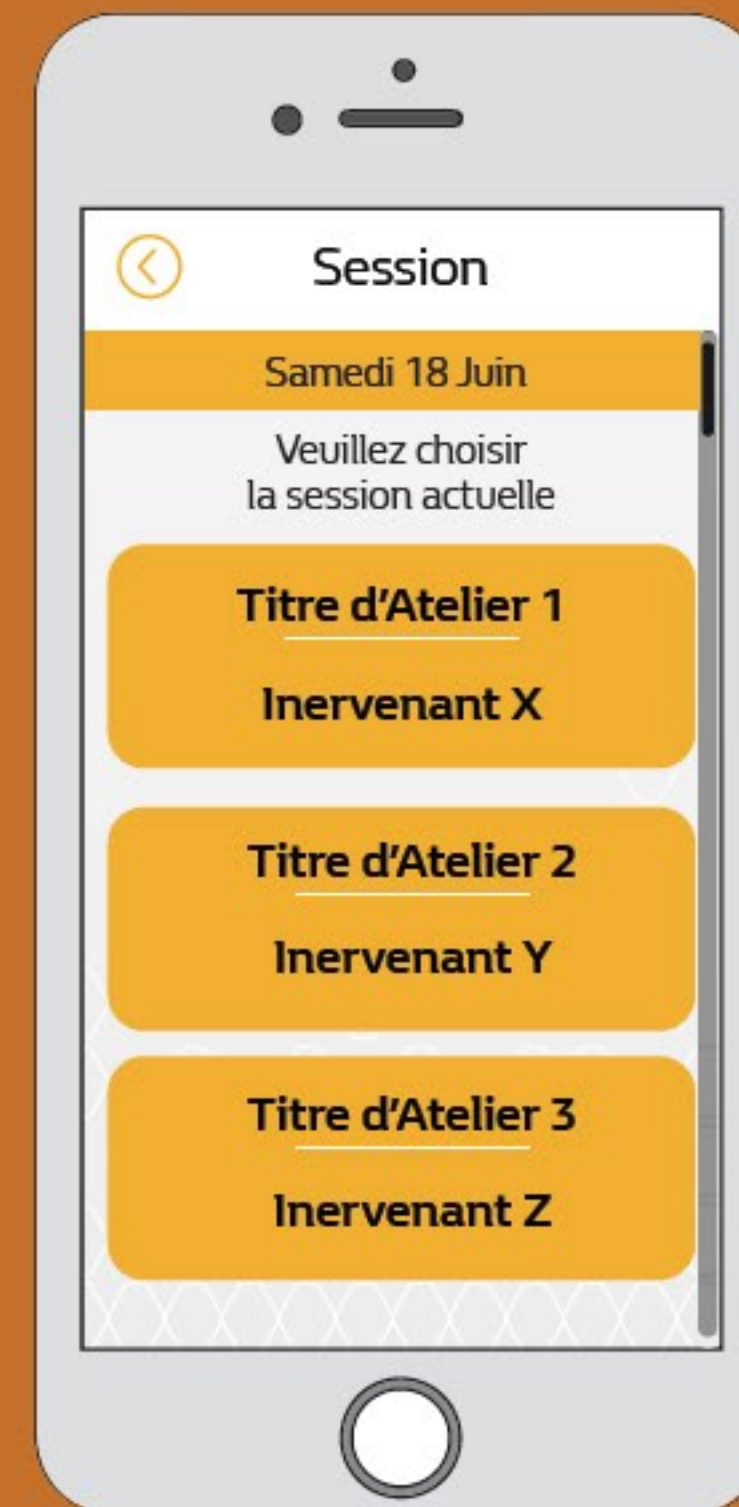 Session
Samedi 18 Juin
Veuillez choisir
la session actuelle
Titre d'Atelier 1
Inervenant X
Titre d'Atelier 2
Inervenant Y
Titre d'Atelier 3
Inervenant Z